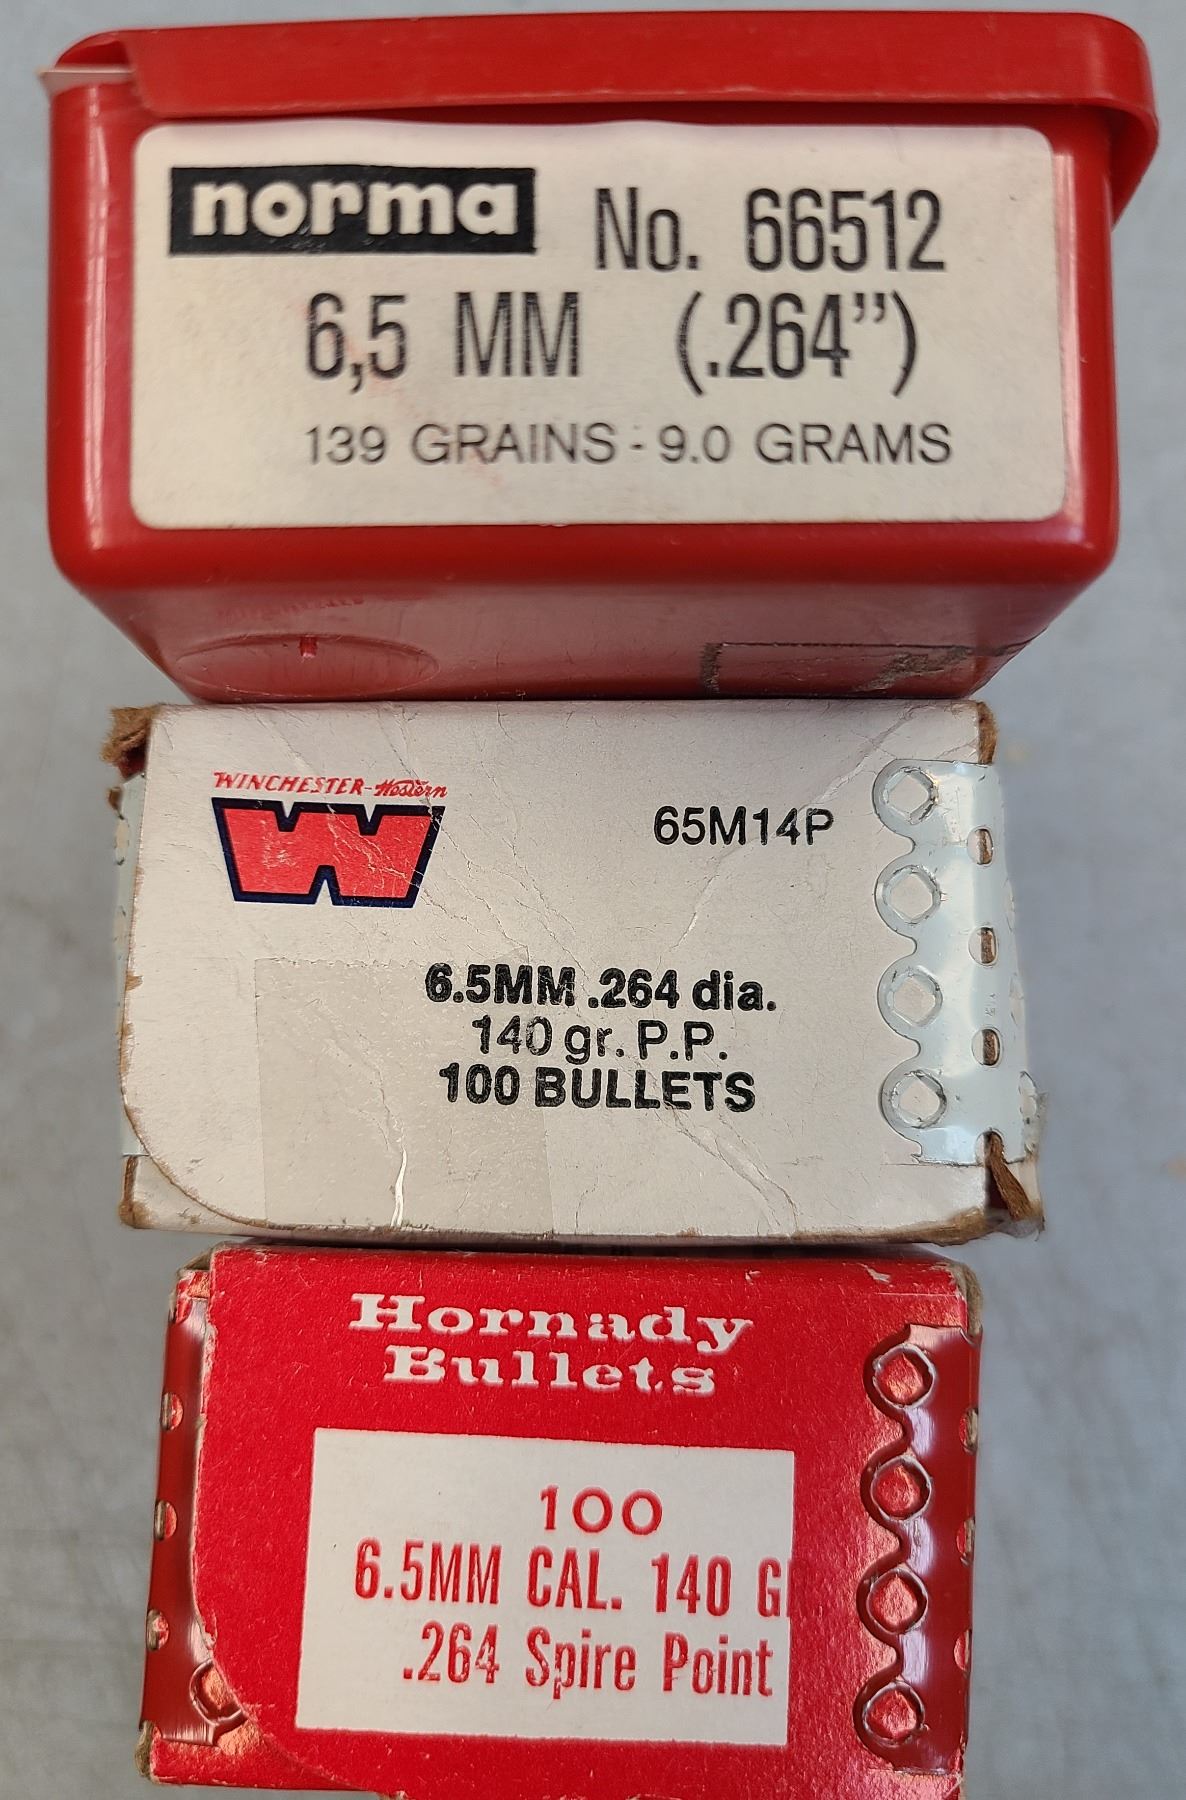 norma No. 66512
6,5 MM (.264")
139 GRAINS - 9.0 GRAMS
WINCHESTER-Western
W
65M14P
6.5MM .264 dia.
140 gr. P.P.
100 BULLETS
Hornady
Bullets
100
6.5MM CAL. 140 G
.264 Spire Point